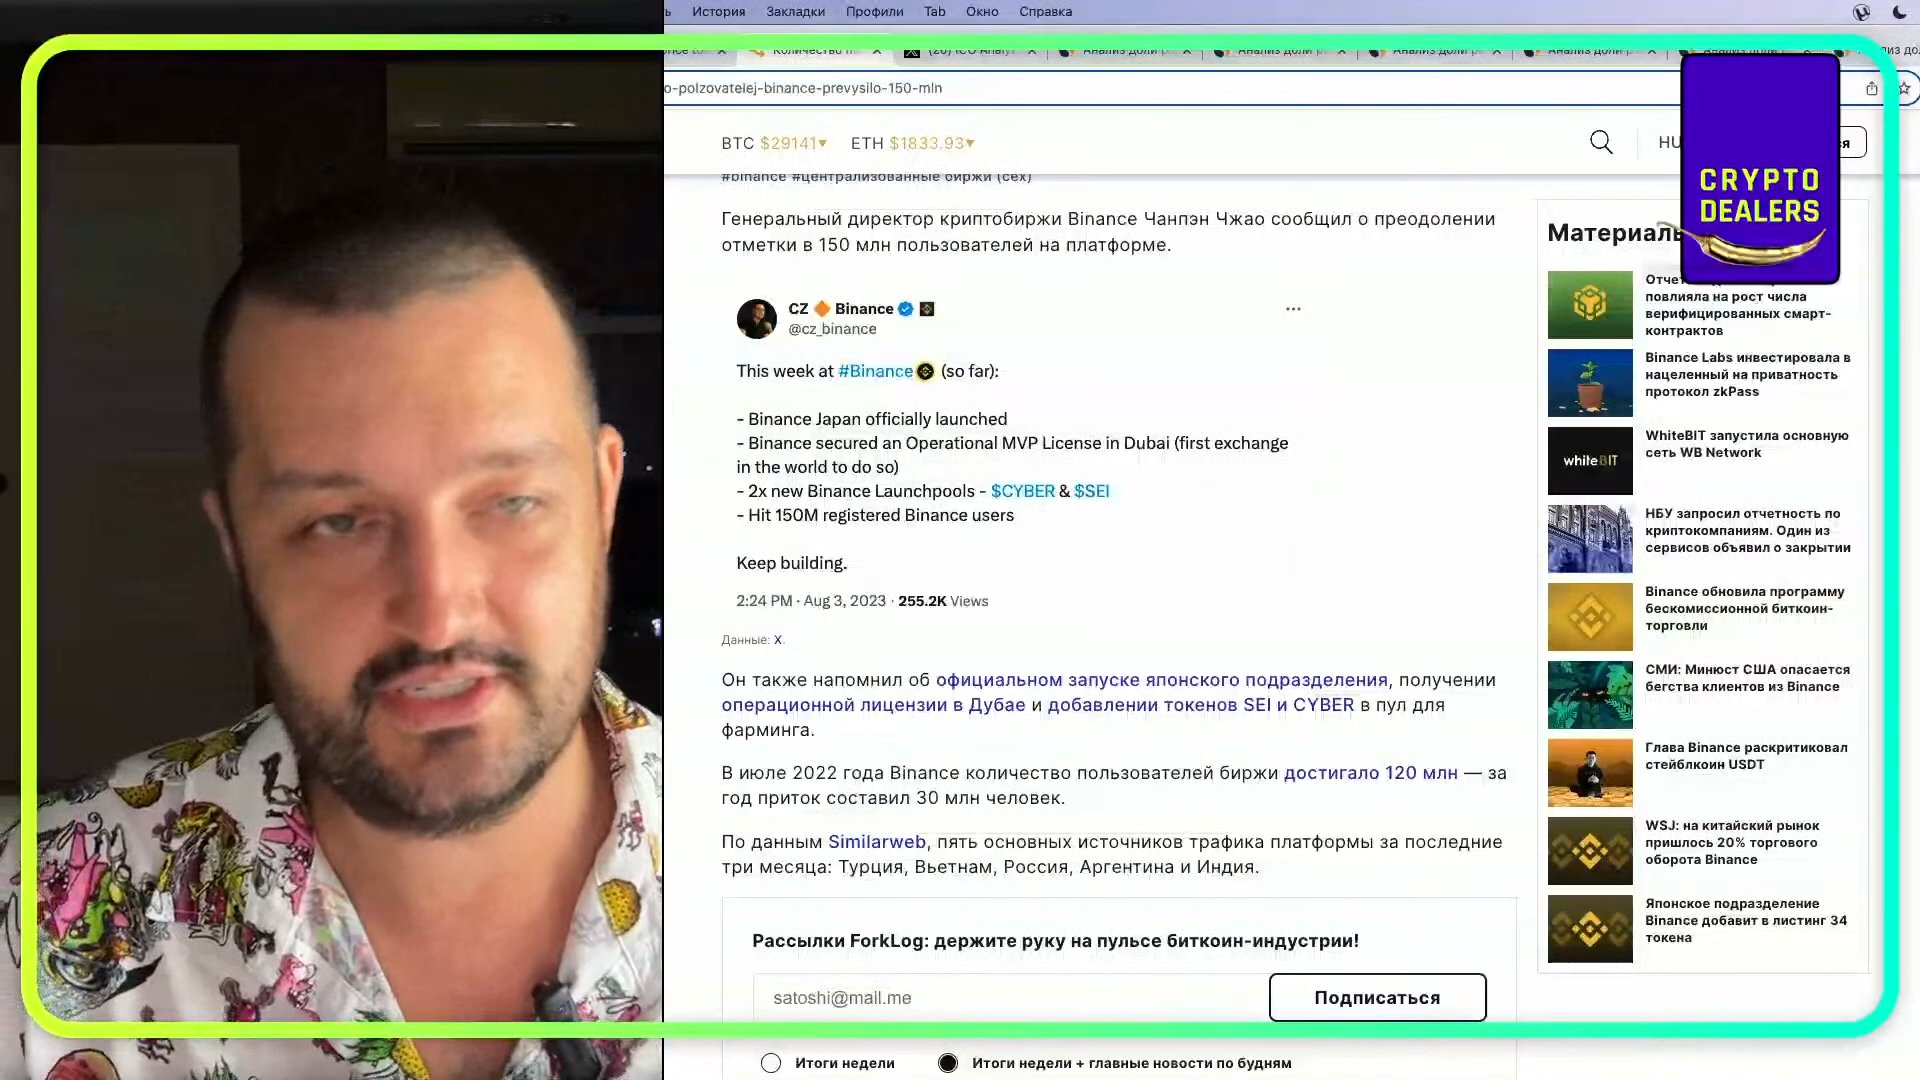 История Закладки Профили Tab Окно Справка
o-polzovatelej-binance-prevysilo-150-mln
BTC $29141 ETH $1833.93
#binance #централизованные биржи (cex)
Генеральный директор криптобиржи Binance Чанпэн Чжао сообщил о преодолении
отметки в 150 млн пользователей на платформе.
CZ Binance
@cz_binance
This week at #Binance (so far):
- Binance Japan officially launched
- Binance secured an Operational MVP License in Dubai (first exchange
in the world to do so)
- 2x new Binance Launchpools - $CYBER & $SEI
- Hit 150M registered Binance users
Keep building.
2:24 PM · Aug 3, 2023 · 255.2K Views
Данные: X.
Он также напомнил об официальном запуске японского подразделения, получении
операционной лицензии в Дубае и добавлении токенов SEI и CYBER в пул для
фарминга.
В июле 2022 года Binance количество пользователей биржи достигало 120 млн — за
год приток составил 30 млн человек.
По данным Similarweb, пять основных источников трафика платформы за последние
три месяца: Турция, Вьетнам, Россия, Аргентина и Индия.
Рассылки ForkLog: держите руку на пульсе биткоин-индустрии!
satoshi@mail.me
Подписаться
Итоги недели
Итоги недели + главные новости по будням
CRYPTO
DEALERS
повлияла на рост числа
верифицированных смарт-
контрактов
Binance Labs инвестировала в
нацеленный на приватность
протокол zkPass
whiteBIT
WhiteBIT запустила основную
сеть WB Network
НБУ запросил отчетность по
криптокомпаниям. Один из
сервисов объявил о закрытии
Binance обновила программу
бескомиссионной биткоин-
торговли
СМИ: Минюст США опасается
бегства клиентов из Binance
Глава Binance раскритиковал
стейблкоин USDT
WSJ: на китайский рынок
пришлось 20% торгового
оборота Binance
Японское подразделение
Binance добавит в листинг 34
токена